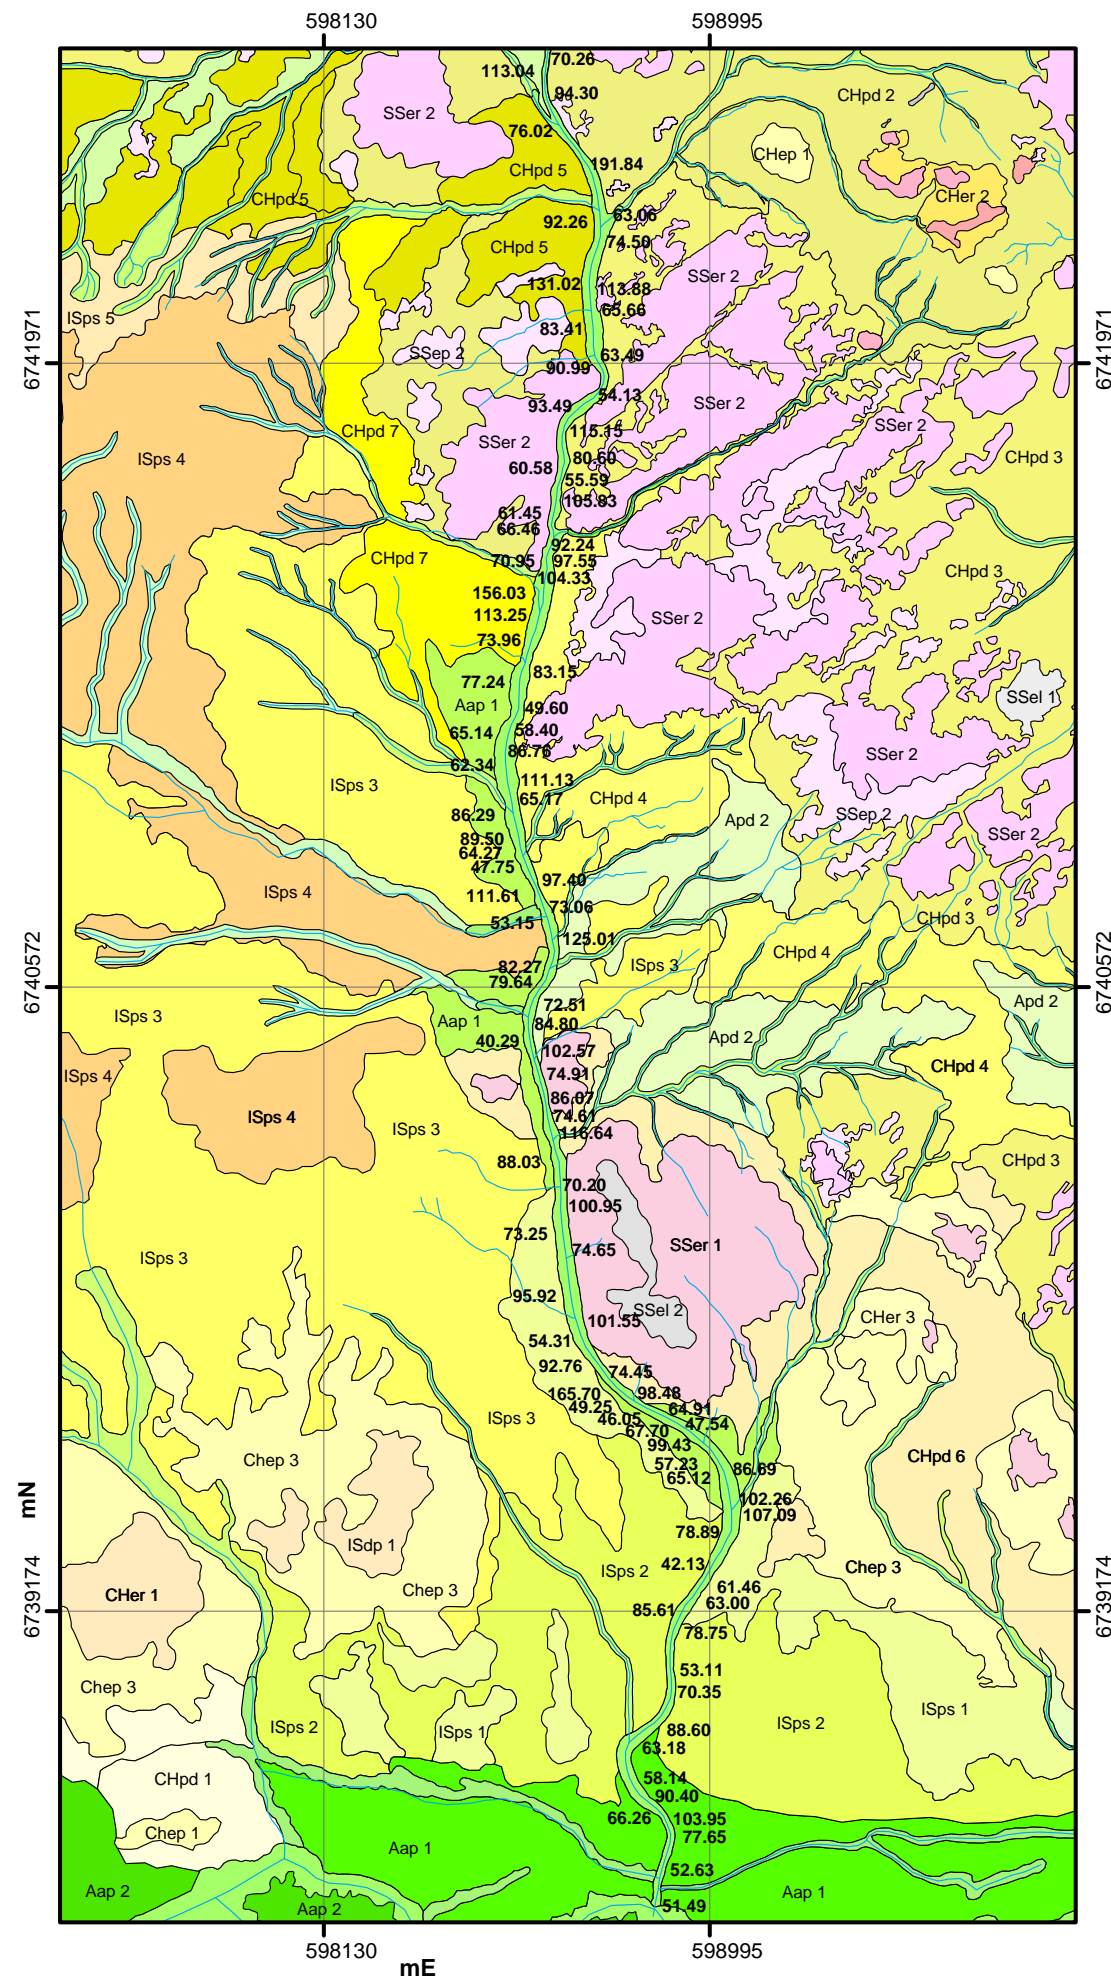 598130 598995
70.26
113.04
94.30
CHpd 2
SSer 2
76.02
CHep 1
191.84
CHpd 5
CHer 2
CHpd 5
63.06
92.26
74.50
CHpd 5
SSer 2
131.02
113.88
65.66
ISps 5
83.41
6741971 6741971
SSep 2
63.49
90.99
54.13
SSer 2
93.49
SSer 2
CHpd 7
115.15
SSer 2
CHpd 3
ISps 4
80.60
60.58
55.59
105.83
61.45
66.46
92.24
CHpd 7
70.95
97.55
CHpd 3
104.33
156.03
113.25
SSer 2
73.96
83.15
77.24
SSel 1
Aap 1
49.60
58.40
65.14
86.76
SSer 2
62.34
111.13
ISps 3
65.17
CHpd 4
86.29
SSep 2
Apd 2
SSer 2
89.50
64.27
47.75
97.40
ISps 4
111.61
73.06
CHpd 3
53.15
125.01
CHpd 4
ISps 3
82.27
79.64
6740572 6740572
Apd 2
72.51
ISps 3
Aap 1
84.80
Apd 2
40.29
102.57
CHpd 4
ISps 4
74.91
86.07
ISps 4
74.61
ISps 3
116.64
CHpd 3
88.03
70.20
100.95
73.25
SSer 1
74.65
ISps 3
95.92
SSel 2
CHer 3
101.55
54.31
92.76
74.45
165.70
98.48
49.25
64.91
46.05
ISps 3
47.54
67.70
99.43
CHpd 6
Chep 3
57.23
86.69
65.12
mN
102.26
107.09
78.89
ISdp 1
42.13
Chep 3
ISps 2
61.46
Chep 3
CHer 1
63.00
85.61
6739174 6739174
78.75
53.11
Chep 3
70.35
ISps 1
ISps 2
ISps 2
88.60
ISps 1
63.18
CHpd 1
58.14
90.40
66.26
103.95
Chep 1
77.65
Aap 1
52.63
Aap 2
Aap 1
51.49
Aap 2
598130 598995
mE